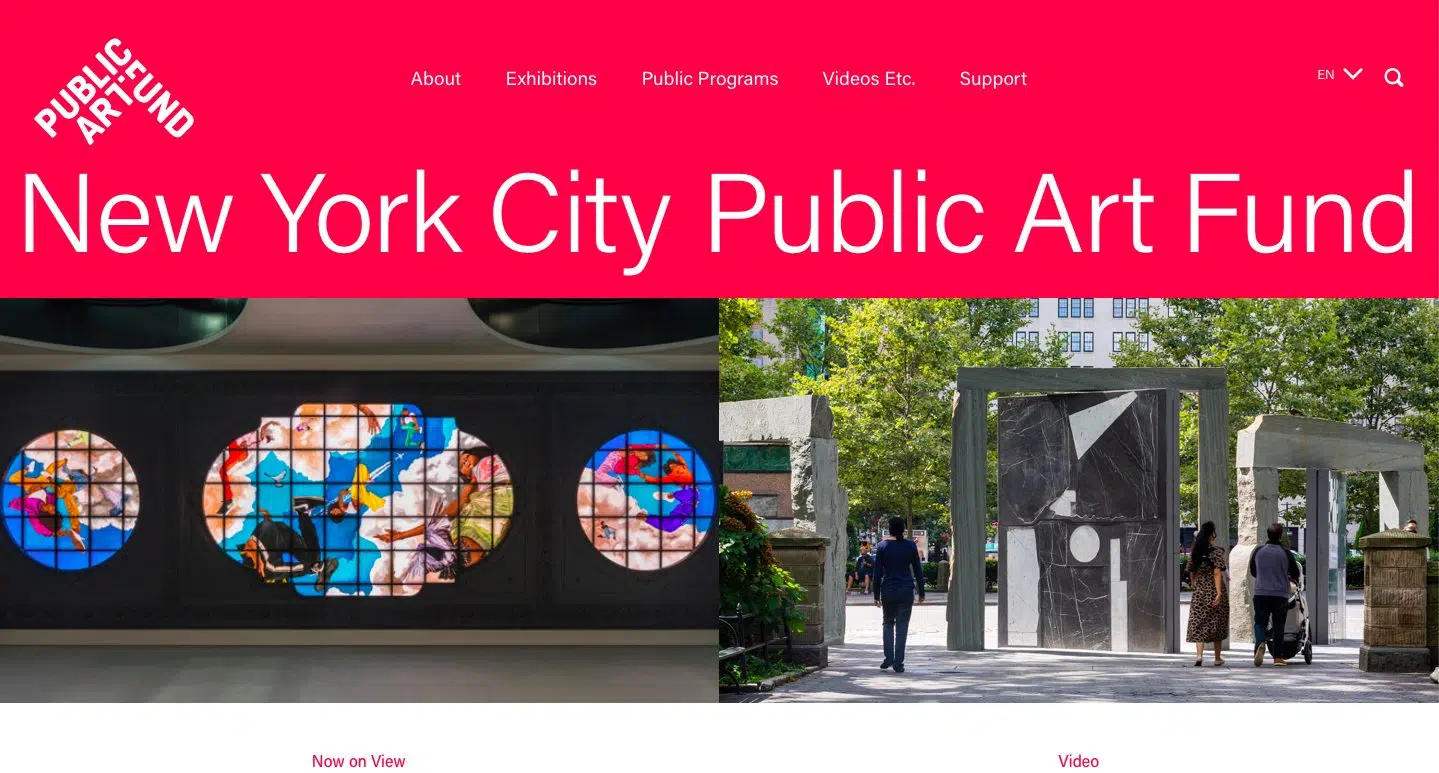 PUBLIC
ART FUND
About
Exhibitions
Public Programs
Videos Etc.
Support
EN
New York City Public Art Fund
Now on View
Video